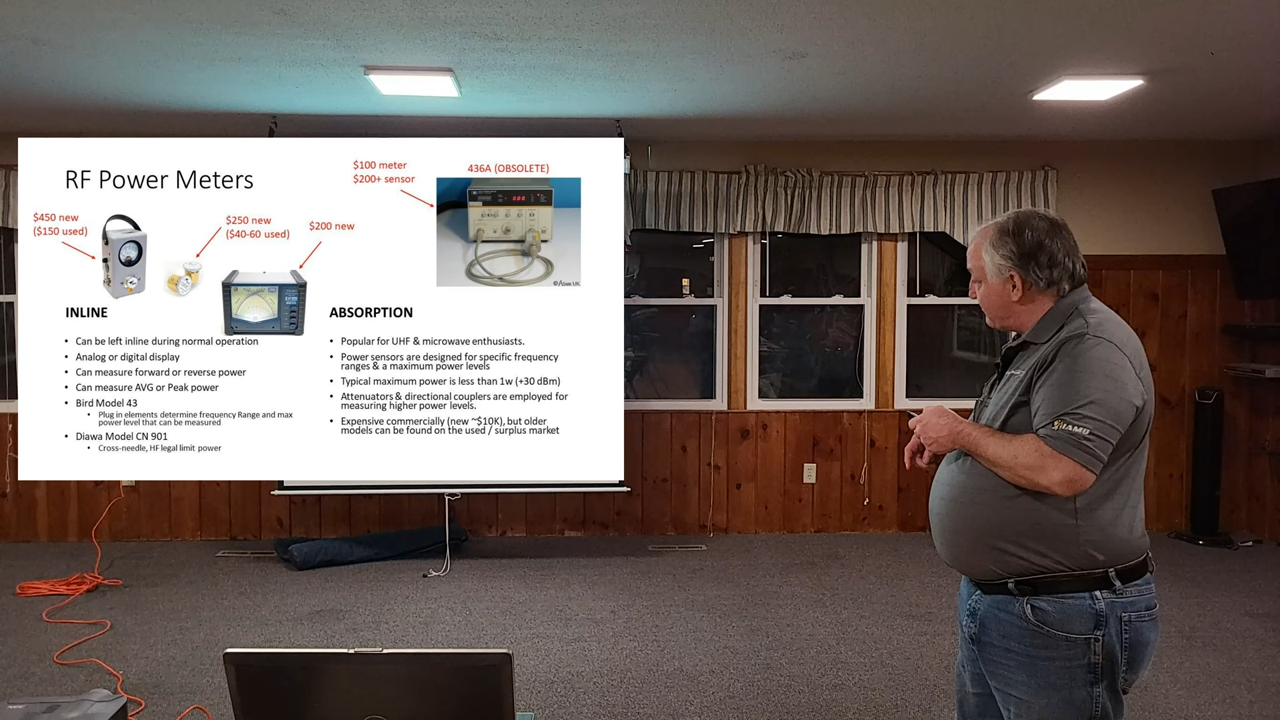 RF Power Meters
$450 new
($150 used)
$250 new
($40-60 used)
$200 new
$100 meter
$200+ sensor
436A (OBSOLETE)
INLINE
• Can be left inline during normal operation
• Analog or digital display
• Can measure forward or reverse power
• Can measure AVG or Peak power
• Bird Model 43
• Plug in elements determine frequency Range and max
power level that can be measured
• Diawa Model CN 901
• Cross-needle, HF legal limit power
ABSORPTION
• Popular for UHF & microwave enthusiasts.
• Power sensors are designed for specific frequency
ranges & a maximum power levels
• Typical maximum power is less than 1w (+30 dBm)
• Attenuators & directional couplers are employed for
measuring higher power levels.
• Expensive commercially (new ~$10K), but older
models can be found on the used / surplus market